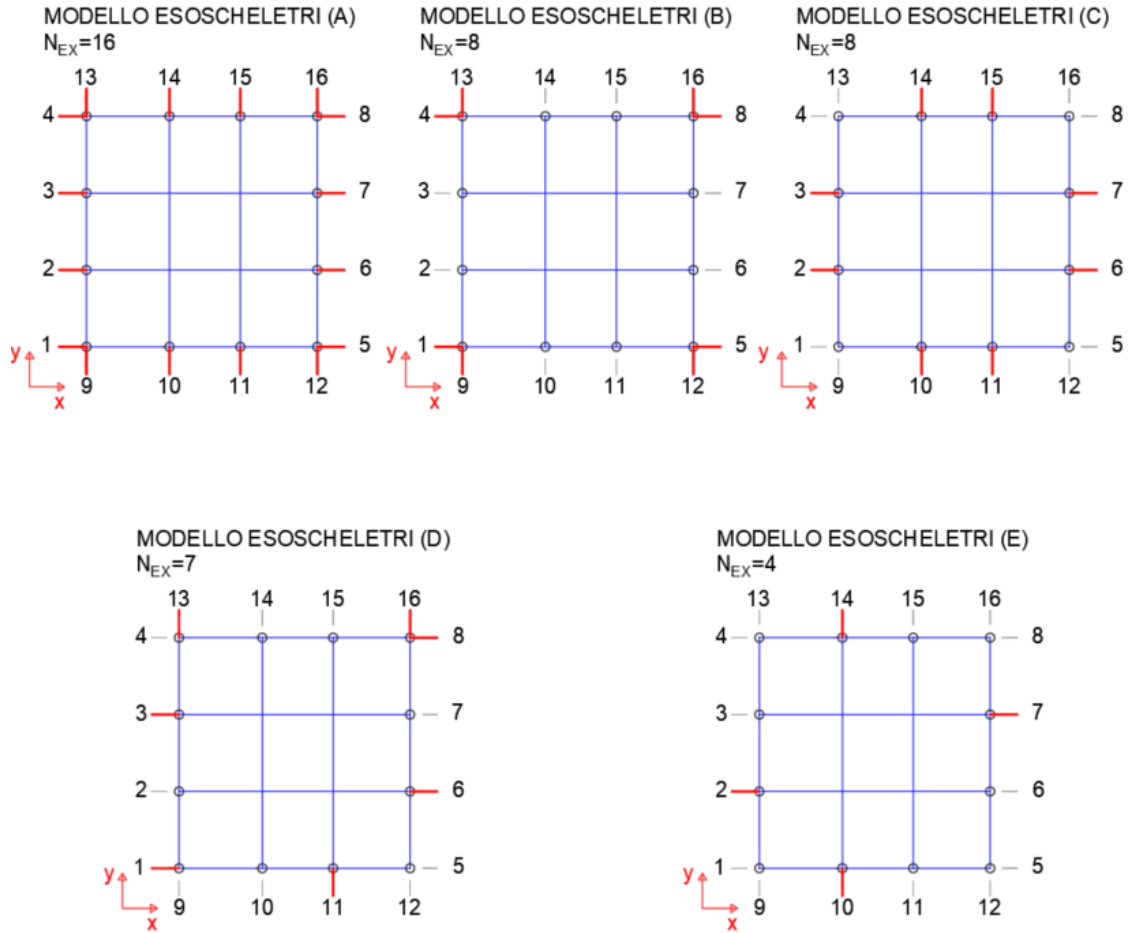 MODELLO ESOSCHELETRI (A)
N_EX=16
13 14 15 16
4 8
3 7
2 6
1 5
y
x
9 10 11 12
MODELLO ESOSCHELETRI (B)
N_EX=8
13 14 15 16
4 8
3 7
2 6
1 5
y
x
9 10 11 12
MODELLO ESOSCHELETRI (C)
N_EX=8
13 14 15 16
4 8
3 7
2 6
1 5
y
x
9 10 11 12
MODELLO ESOSCHELETRI (D)
N_EX=7
13 14 15 16
4 8
3 7
2 6
1 5
y
x
9 10 11 12
MODELLO ESOSCHELETRI (E)
N_EX=4
13 14 15 16
4 8
3 7
2 6
1 5
y
x
9 10 11 12